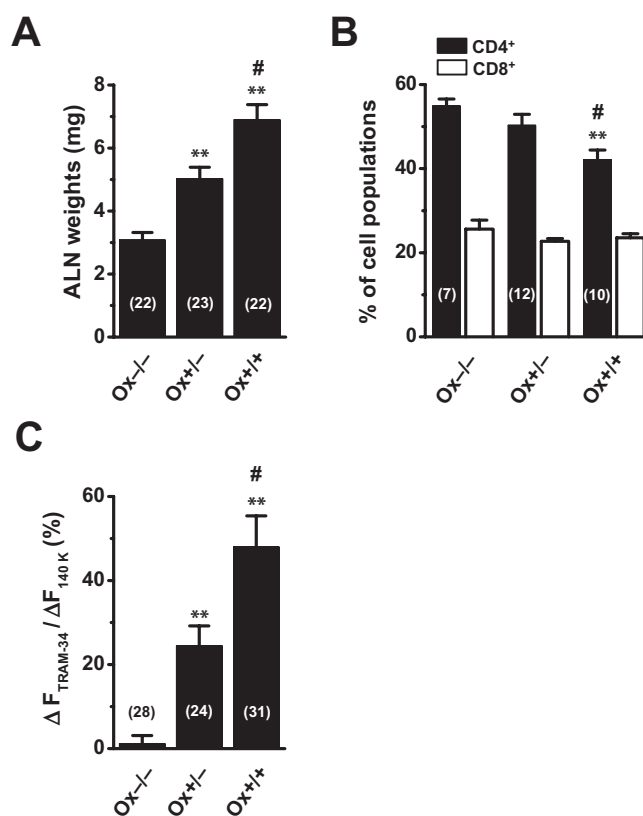 A
ALN weights (mg)
8
6
4
2
0
**
**
#
(22)
(23)
(22)
Ox–/–
Ox+/–
Ox+/+
B
CD4+
CD8+
% of cell populations
60
40
20
0
#
**
(7)
(12)
(10)
Ox–/–
Ox+/–
Ox+/+
C
Δ FTRAM-34 / ΔF140 K (%)
60
40
20
0
**
#
**
(28)
(24)
(31)
Ox–/–
Ox+/–
Ox+/+